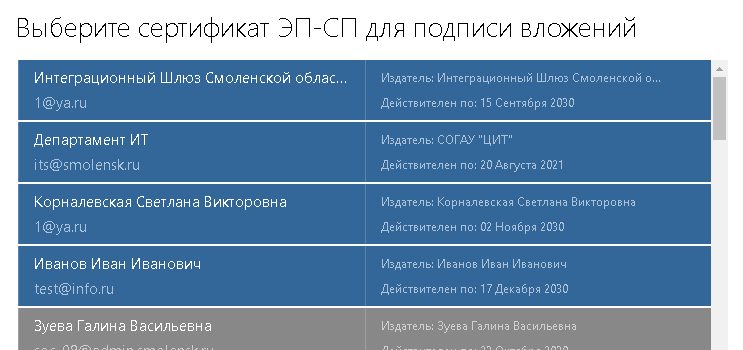 Выберите сертификат ЭП-СП для подписи вложений
Интеграционный Шлюз Смоленской облас...
1@ya.ru
Издатель: Интеграционный Шлюз Смоленской о...
Действителен по: 15 Сентября 2030
Департамент ИТ
its@smolensk.ru
Издатель: СОГАУ "ЦИТ"
Действителен по: 20 Августа 2021
Корналевская Светлана Викторовна
1@ya.ru
Издатель: Корналевская Светлана Викторовна
Действителен по: 02 Ноября 2030
Иванов Иван Иванович
test@info.ru
Издатель: Иванов Иван Иванович
Действителен по: 17 Декабря 2030
Зуева Галина Васильевна
Издатель: Зуева Галина Васильевна